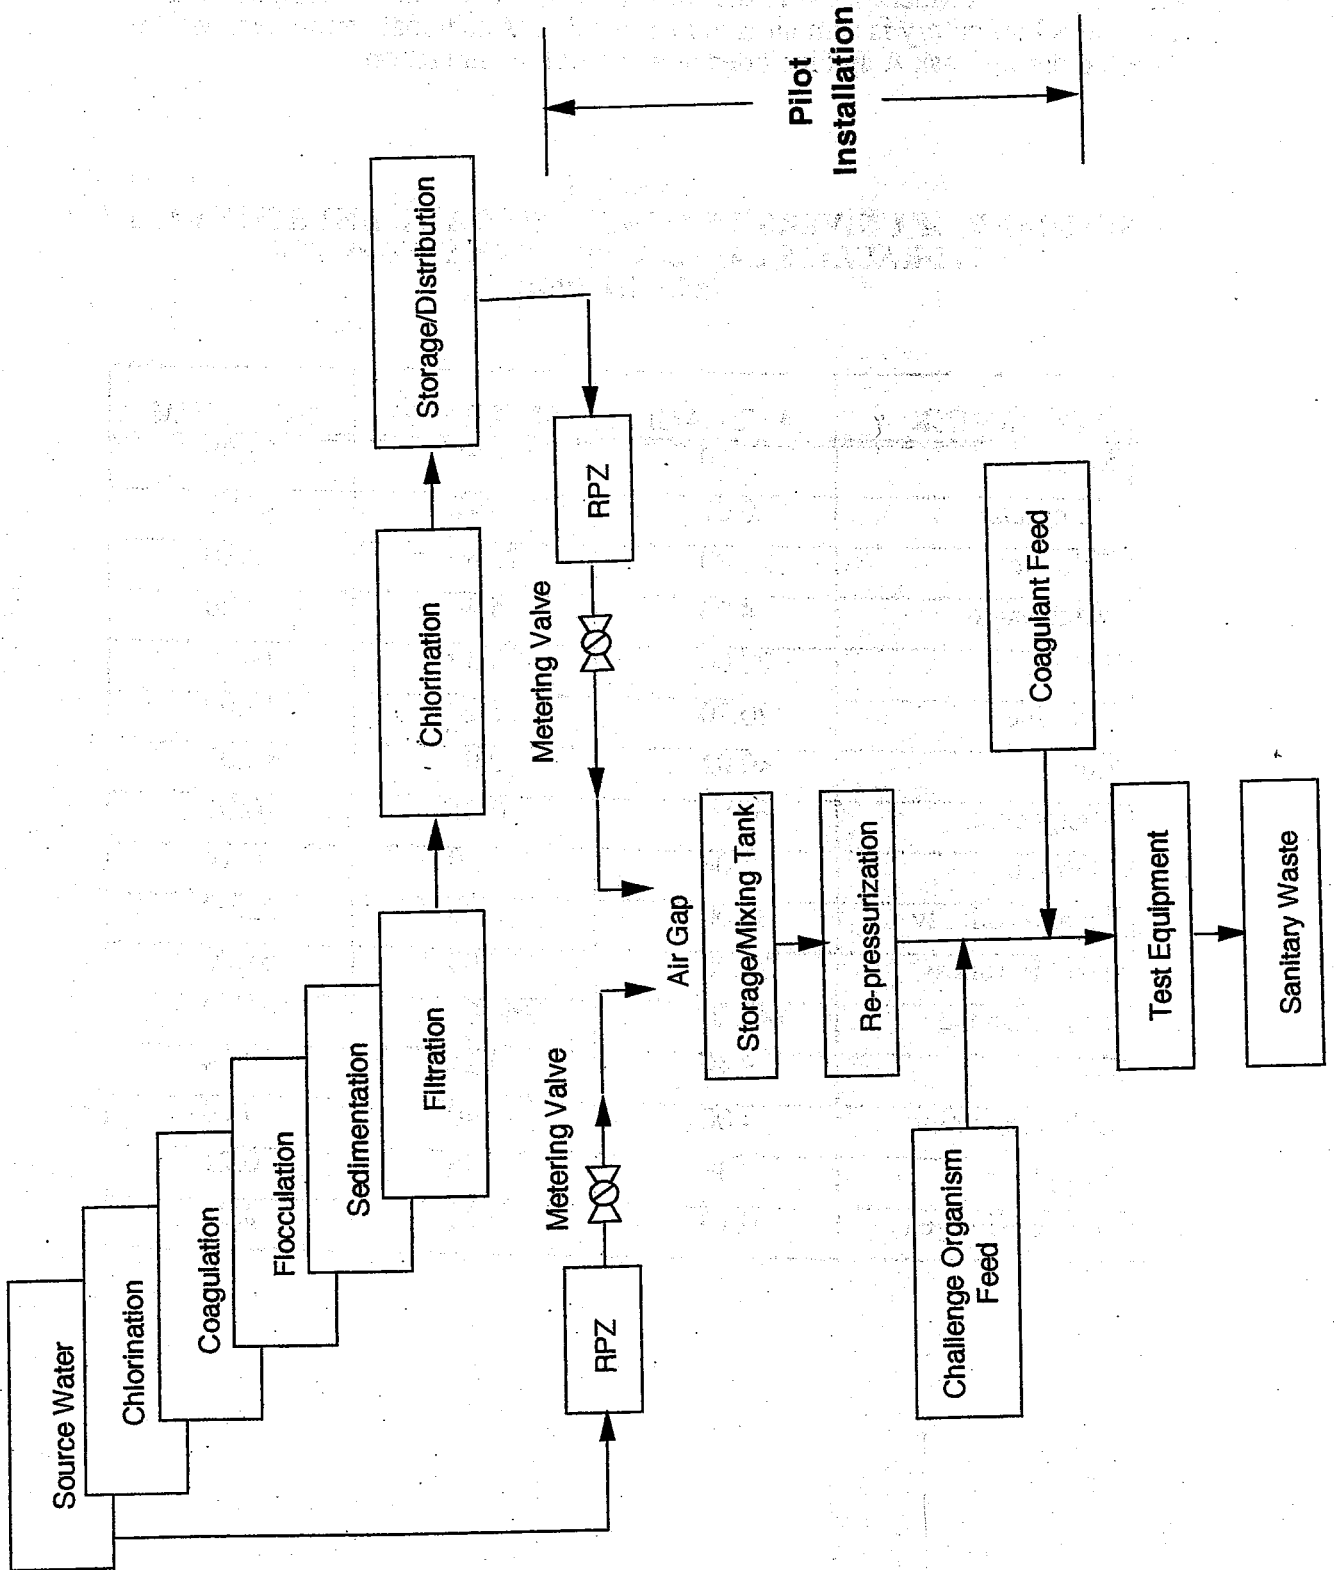 Source Water
Chlorination
Coagulation
Flocculation
Sedimentation
Filtration
Chlorination
Storage/Distribution
RPZ
Metering Valve
Metering Valve
RPZ
Air Gap
Storage/Mixing Tank
Re-pressurization
Challenge Organism
Feed
Coagulant Feed
Test Equipment
Sanitary Waste
Pilot
Installation